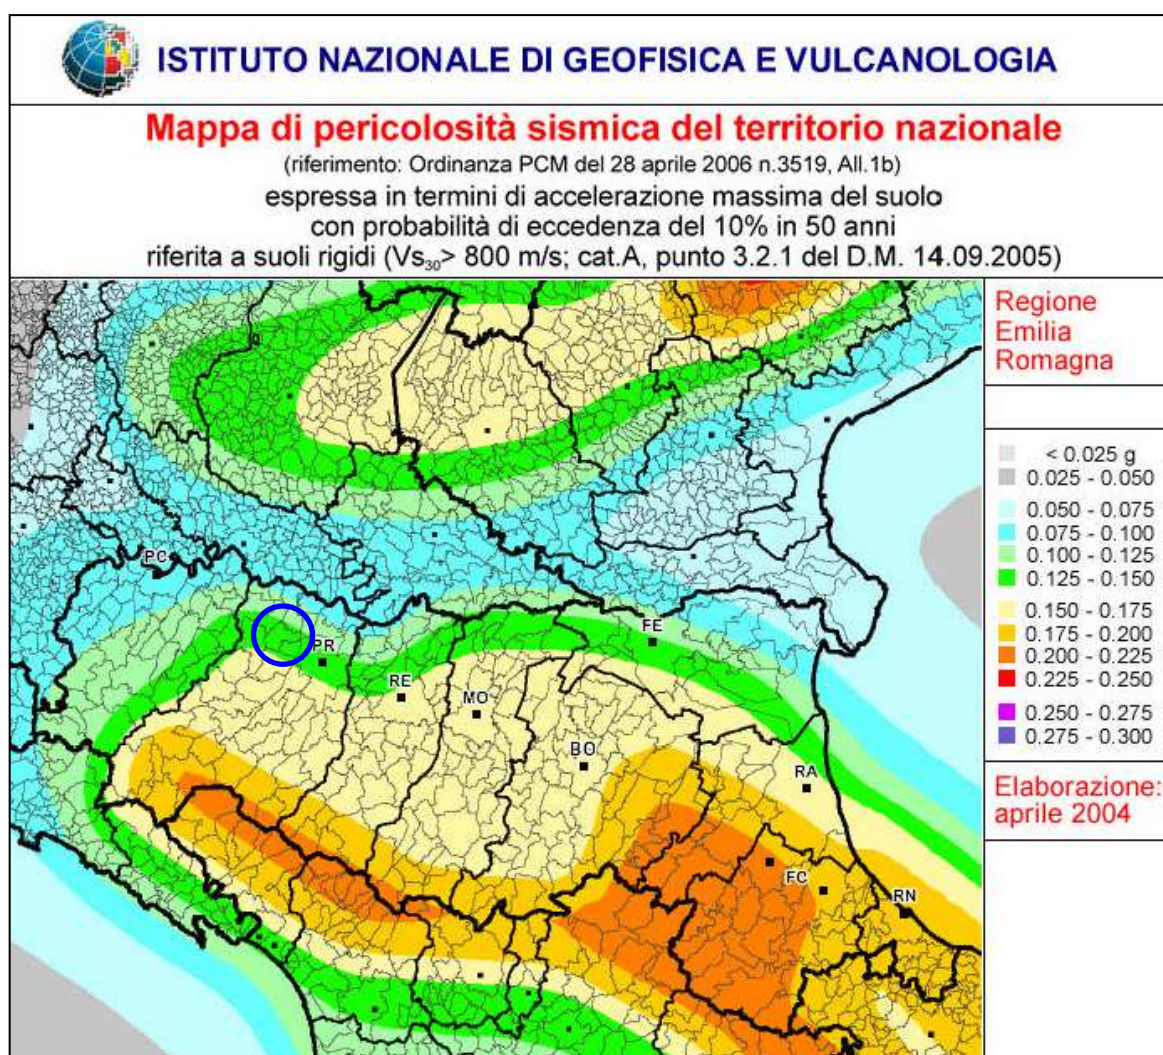 ISTITUTO NAZIONALE DI GEOFISICA E VULCANOLOGIA
Mappa di pericolosità sismica del territorio nazionale
(riferimento: Ordinanza PCM del 28 aprile 2006 n.3519, All.1b)
espressa in termini di accelerazione massima del suolo
con probabilità di eccedenza del 10% in 50 anni
riferita a suoli rigidi (Vs₃₀> 800 m/s; cat.A, punto 3.2.1 del D.M. 14.09.2005)
Regione
Emilia
Romagna
< 0.025 g
0.025 - 0.050
0.050 - 0.075
0.075 - 0.100
0.100 - 0.125
0.125 - 0.150
0.150 - 0.175
0.175 - 0.200
0.200 - 0.225
0.225 - 0.250
0.250 - 0.275
0.275 - 0.300
Elaborazione:
aprile 2004
PC
PR
FE
RE
MO
BO
RA
FC
RN